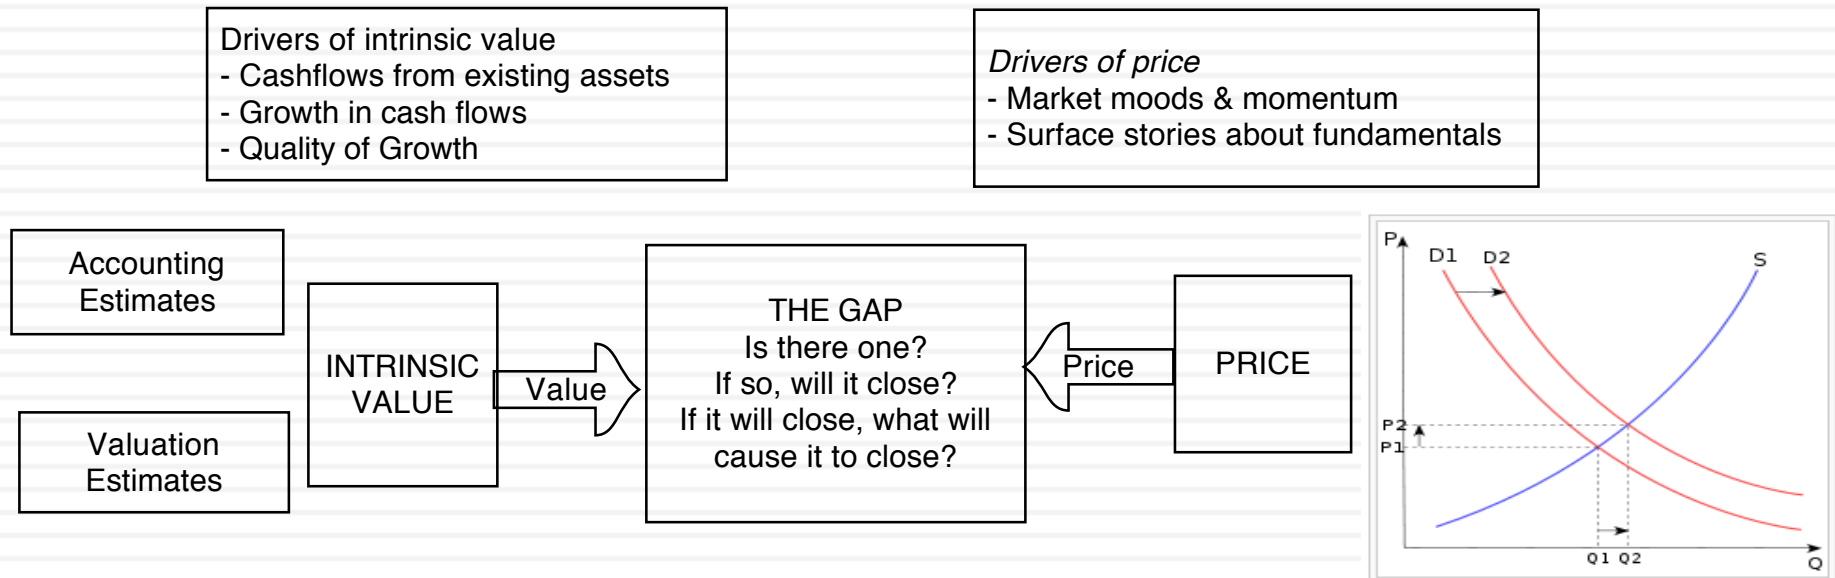 Drivers of intrinsic value
- Cashflows from existing assets
- Growth in cash flows
- Quality of Growth
Drivers of price
- Market moods & momentum
- Surface stories about fundamentals
Accounting
Estimates
Valuation
Estimates
INTRINSIC
VALUE
Value
THE GAP
Is there one?
If so, will it close?
If it will close, what will
cause it to close?
Price
PRICE
P
D1
D2
S
P2
P1
Q1
Q2
Q